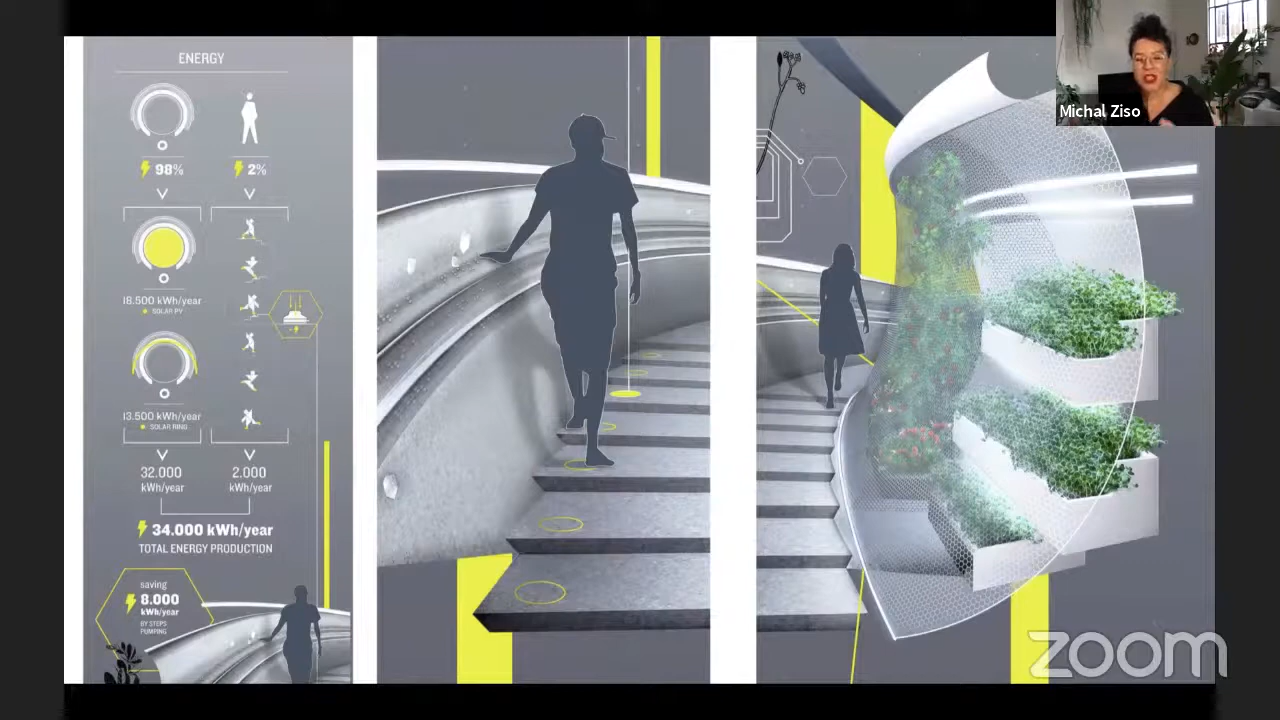 ENERGY
98%
2%
18.500 kWh/year
SOLAR PV
13.500 kWh/year
SOLAR RING
32.000
kWh/year
2.000
kWh/year
34.000 kWh/year
TOTAL ENERGY PRODUCTION
saving
8.000
kWh/year
BY STEPS
PUMPING
Michal Ziso
zoom